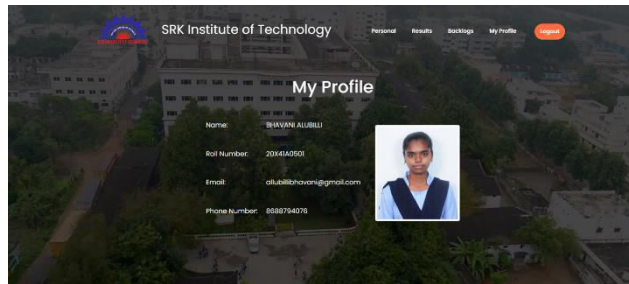 SRK Institute of Technology
Personal Results Backlogs My Profile Logout
My Profile
Name: BHAVANI ALUBILLI
Roll Number: 20X41A0501
Email: allubillibhavani@gmail.com
Phone Number: 8688794076